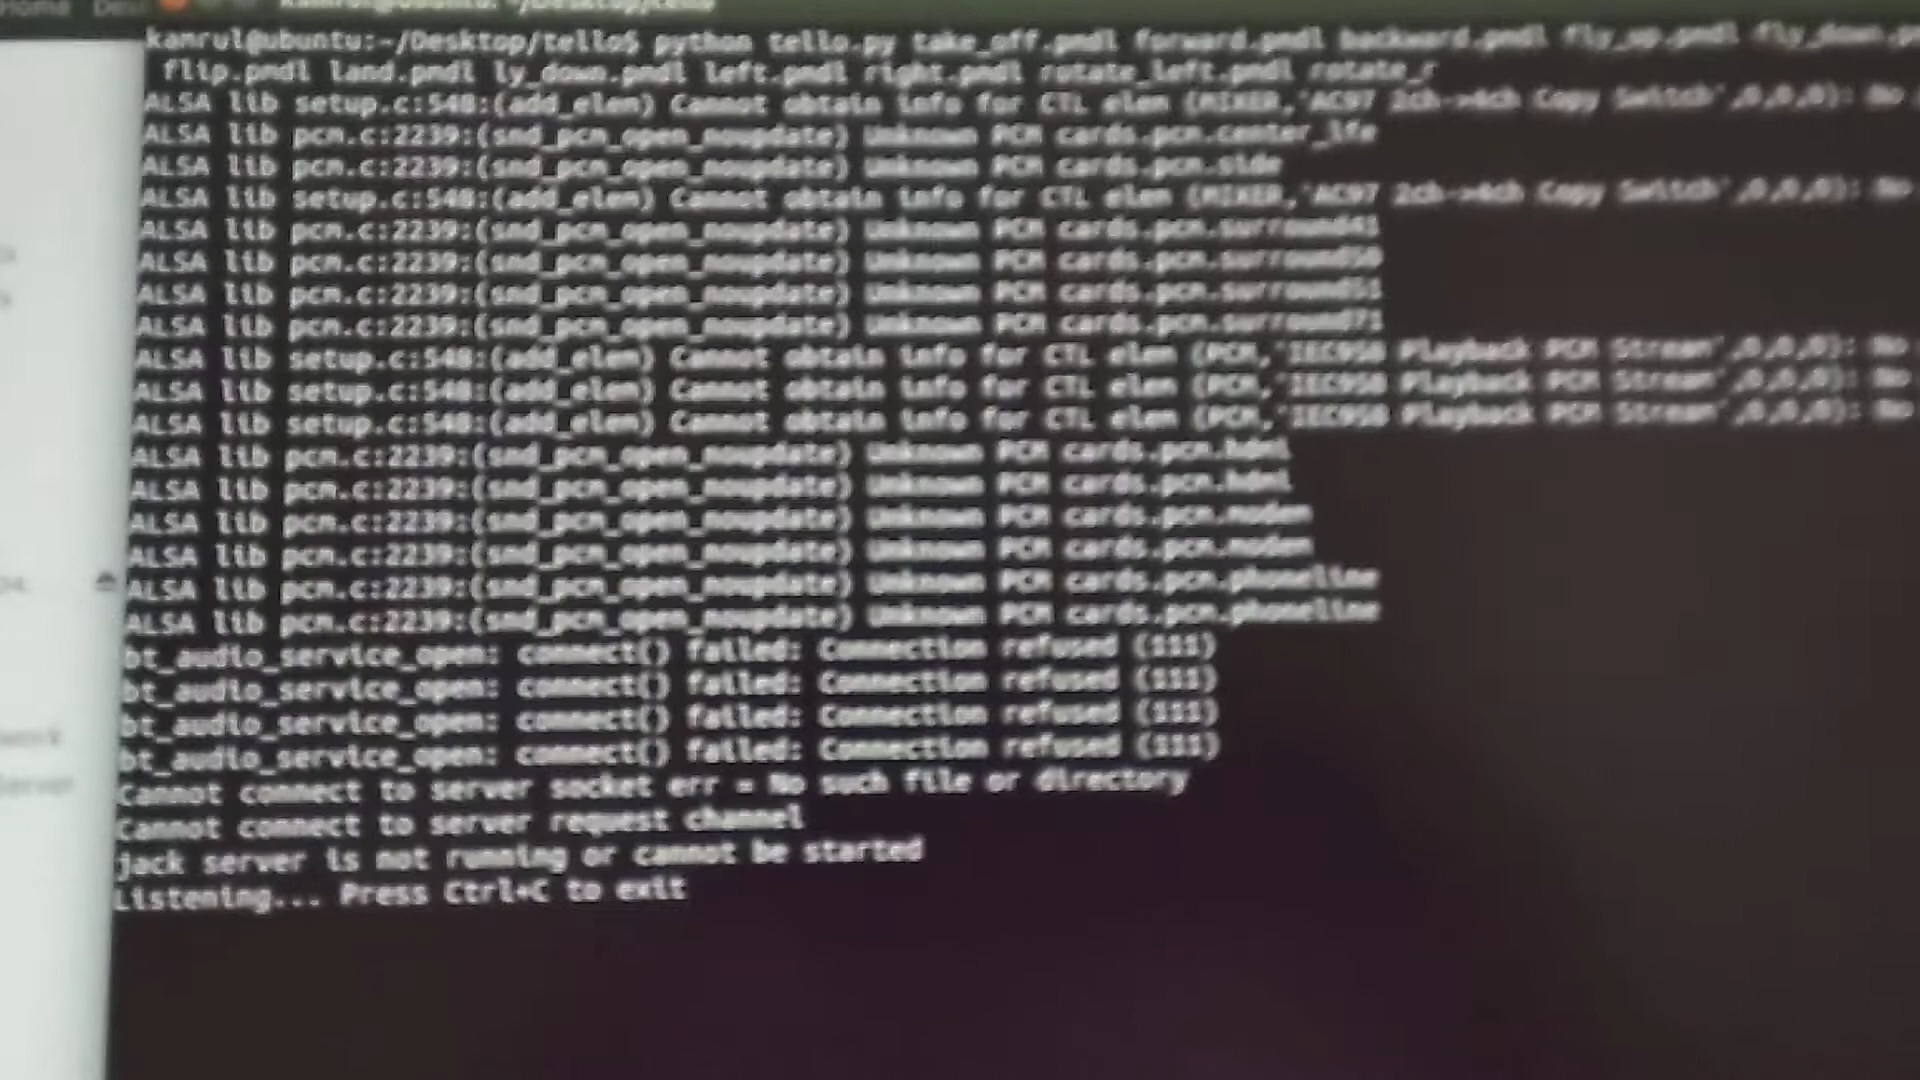 Home
kamrul@ubuntu: ~/Desktop/tello
kamrul@ubuntu:~/Desktop/tello$ python tello.py take_off.pmdl forward.pmdl backward.pmdl fly_up.pmdl fly_down.pm
flip.pmdl land.pmdl ly_down.pmdl left.pmdl right.pmdl rotate_left.pmdl rotate_r
ALSA lib setup.c:548:(add_elem) Cannot obtain info for CTL elem (MIXER,'AC97 2ch->4ch Copy Switch',0,0,0): No
ALSA lib pcm.c:2239:(snd_pcm_open_noupdate) Unknown PCM cards.pcm.center_lfe
ALSA lib pcm.c:2239:(snd_pcm_open_noupdate) Unknown PCM cards.pcm.side
ALSA lib setup.c:548:(add_elem) Cannot obtain info for CTL elem (MIXER,'AC97 2ch->4ch Copy Switch',0,0,0): No
ALSA lib pcm.c:2239:(snd_pcm_open_noupdate) Unknown PCM cards.pcm.surround41
ALSA lib pcm.c:2239:(snd_pcm_open_noupdate) Unknown PCM cards.pcm.surround50
ALSA lib pcm.c:2239:(snd_pcm_open_noupdate) Unknown PCM cards.pcm.surround51
ALSA lib pcm.c:2239:(snd_pcm_open_noupdate) Unknown PCM cards.pcm.surround71
ALSA lib setup.c:548:(add_elem) Cannot obtain info for CTL elem (PCM,'IEC958 Playback PCM Stream',0,0,0): No
ALSA lib setup.c:548:(add_elem) Cannot obtain info for CTL elem (PCM,'IEC958 Playback PCM Stream',0,0,0): No
ALSA lib setup.c:548:(add_elem) Cannot obtain info for CTL elem (PCM,'IEC958 Playback PCM Stream',0,0,0): No
ALSA lib pcm.c:2239:(snd_pcm_open_noupdate) Unknown PCM cards.pcm.hdmi
ALSA lib pcm.c:2239:(snd_pcm_open_noupdate) Unknown PCM cards.pcm.hdmi
ALSA lib pcm.c:2239:(snd_pcm_open_noupdate) Unknown PCM cards.pcm.modem
ALSA lib pcm.c:2239:(snd_pcm_open_noupdate) Unknown PCM cards.pcm.modem
ALSA lib pcm.c:2239:(snd_pcm_open_noupdate) Unknown PCM cards.pcm.phoneline
ALSA lib pcm.c:2239:(snd_pcm_open_noupdate) Unknown PCM cards.pcm.phoneline
bt_audio_service_open: connect() failed: Connection refused (111)
bt_audio_service_open: connect() failed: Connection refused (111)
bt_audio_service_open: connect() failed: Connection refused (111)
bt_audio_service_open: connect() failed: Connection refused (111)
Cannot connect to server socket err = No such file or directory
Cannot connect to server request channel
jack server is not running or cannot be started
Listening... Press Ctrl+C to exit